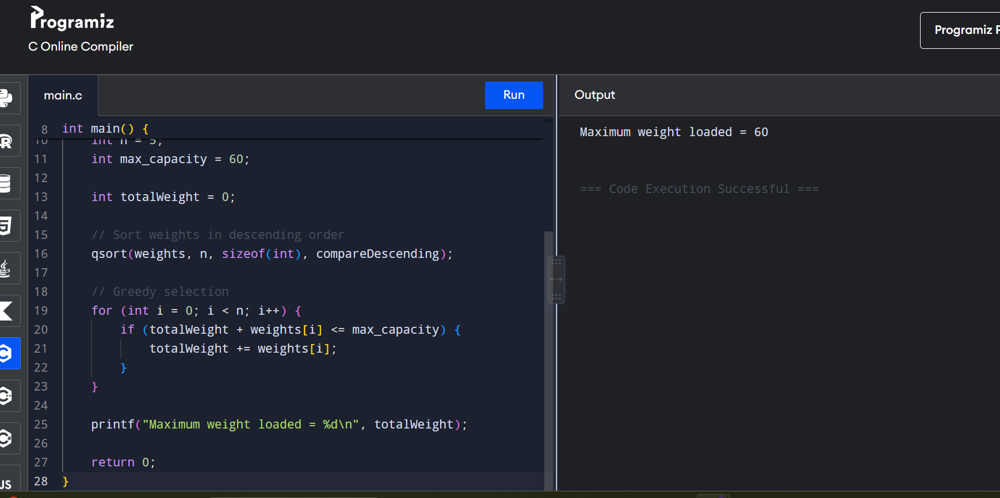 Programiz
C Online Compiler
Programiz P
main.c
Run
Output
8 int main() {
10 int n = 5;
11 int max_capacity = 60;
12
13 int totalWeight = 0;
14
15 // Sort weights in descending order
16 qsort(weights, n, sizeof(int), compareDescending);
17
18 // Greedy selection
19 for (int i = 0; i < n; i++) {
20 if (totalWeight + weights[i] <= max_capacity) {
21 totalWeight += weights[i];
22 }
23 }
24
25 printf("Maximum weight loaded = %d\n", totalWeight);
26
27 return 0;
28 }
Maximum weight loaded = 60
=== Code Execution Successful ===
R
5
C
C++
C#
JS